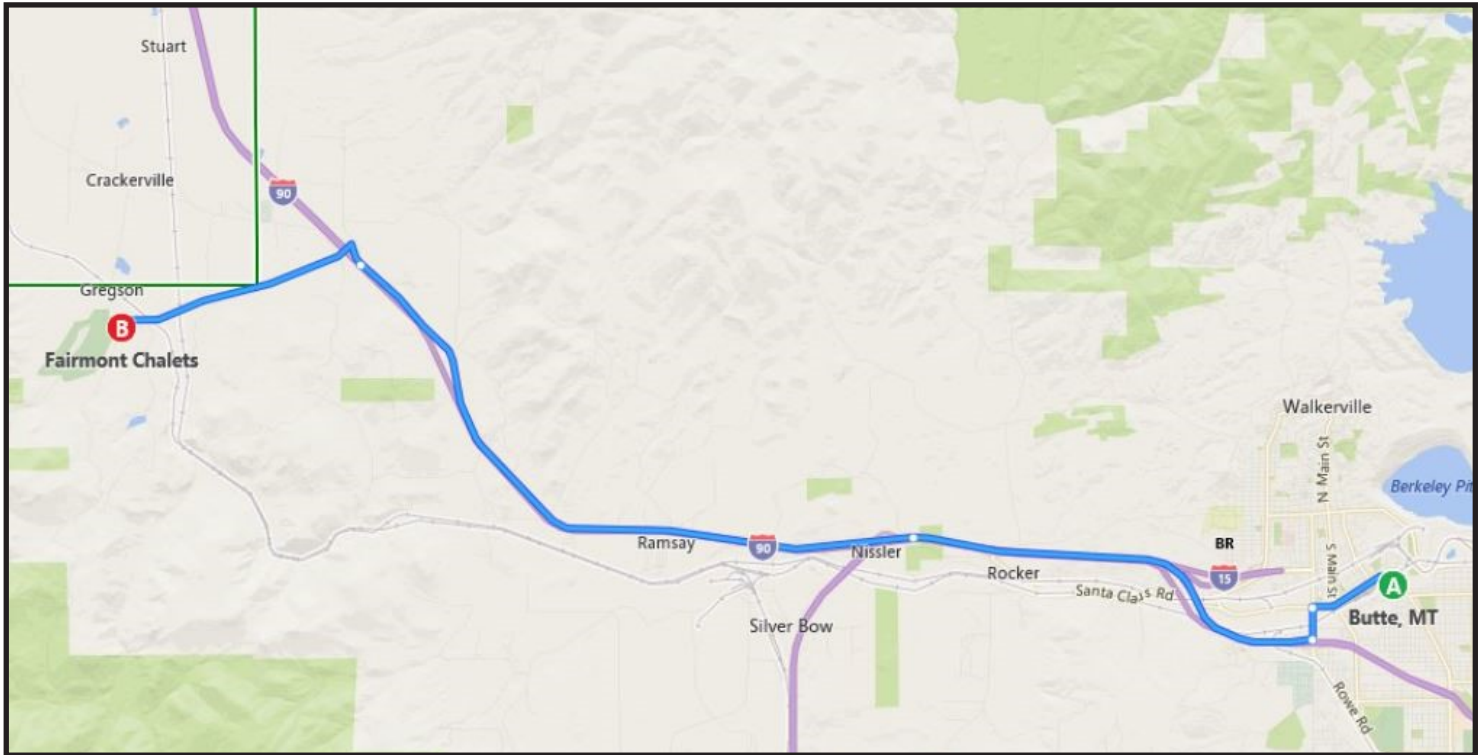 Stuart
Crackerville
90
Gregson
B
Fairmont Chalets
Walkerville
N Main St
Berkeley Pit
Ramsay
90
Nissler
BR
15
Rocker
Santa Claus Rd
S Main St
A
Butte, MT
Silver Bow
Rowe Rd